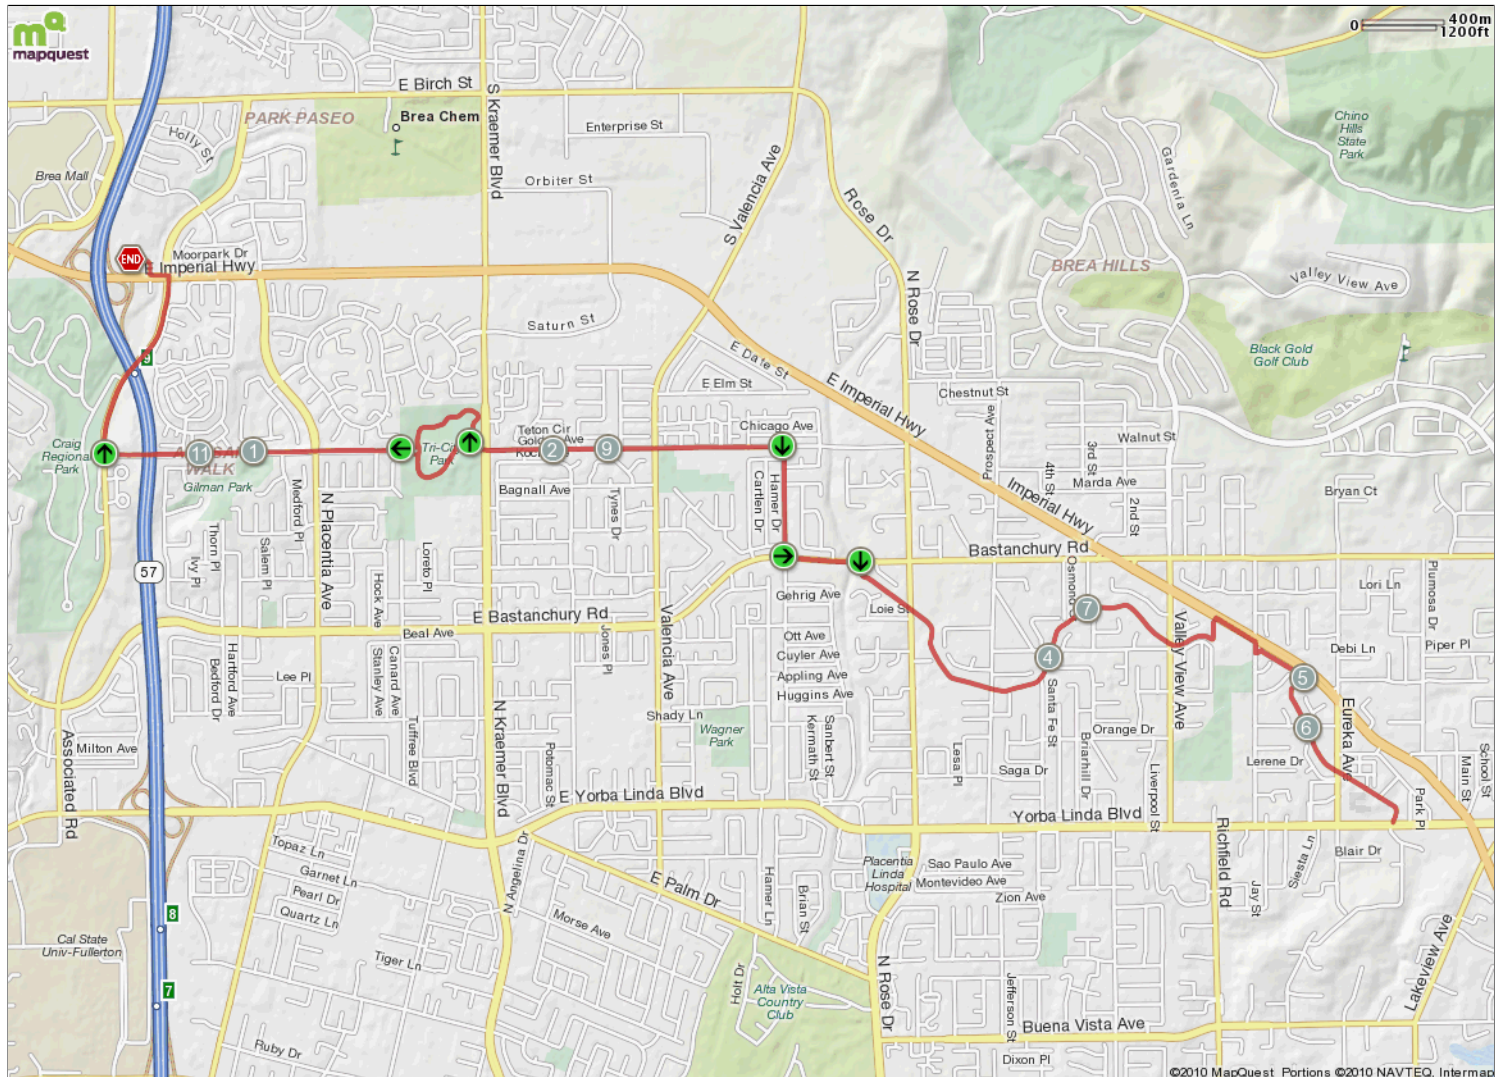 mapquest
0
400m
1200ft
E Birch St
PARK PASEO
Brea Chem
Holly St
Enterprise St
S Kraemer Blvd
Chino
Hills
State
Park
Brea Mall
Orbiter St
Gardenia Ln
S Valencia Ave
Rose Dr
END
Moorpark Dr
E Imperial Hwy
BREA HILLS
Valley View Ave
N Rose Dr
Saturn St
9
E Date St
Black Gold
Golf Club
E Elm St
E Imperial Hwy
Chestnut St
Prospect Ave
Craig
Regional
Park
11
1
WALK
Gilman Park
Tri-City
Park
Teton Cir
2
9
Chicago Ave
Walnut St
3rd St
4th St
Marda Ave
2nd St
Bryan Ct
Bagnall Ave
Tynes Dr
Cartlen Dr
Hamer Dr
Imperial Hwy
Medford Pl
N Placentia Ave
Thorn Pl
Ivy Pl
Salem Pl
Loreto Pl
Hock Ave
57
Bastanchury Rd
Osmond
7
Lori Ln
Plumosa Dr
Gehrig Ave
Loie St
E Bastanchury Rd
Beal Ave
Jones Pl
Valencia Ave
Ott Ave
Cuyler Ave
Appling Ave
Huggins Ave
4
Valley View Ave
Debi Ln
Piper Pl
5
Hartford Ave
Bedford Dr
Lee Pl
Canard Ave
Stanley Ave
Santa Fe St
6
Eureka Ave
Shady Ln
Wagner
Park
Sanbert St
Kermath St
Orange Dr
Associated Rd
Milton Ave
Tuffree Blvd
N Kraemer Blvd
Potomac St
Lesa Pl
Saga Dr
Briarhill Dr
Liverpool St
Lerene Dr
School St
Main St
Park Pl
E Yorba Linda Blvd
Yorba Linda Blvd
Topaz Ln
Garnet Ln
Pearl Dr
Quartz Ln
N Angelina Dr
E Palm Dr
Hamer Ln
Brian St
Placentia
Linda
Hospital
Sao Paulo Ave
Montevideo Ave
Zion Ave
Richfield Rd
Jay St
Siesta Ln
Blair Dr
8
Cal State
Univ-Fullerton
Morse Ave
Tiger Ln
7
Holt Dr
Alta Vista
Country
Club
N Rose Dr
Jefferson St
Lakeview Ave
Buena Vista Ave
Ruby Dr
Dixon Pl
©2010 MapQuest Portions ©2010 NAVTEQ, Intermap